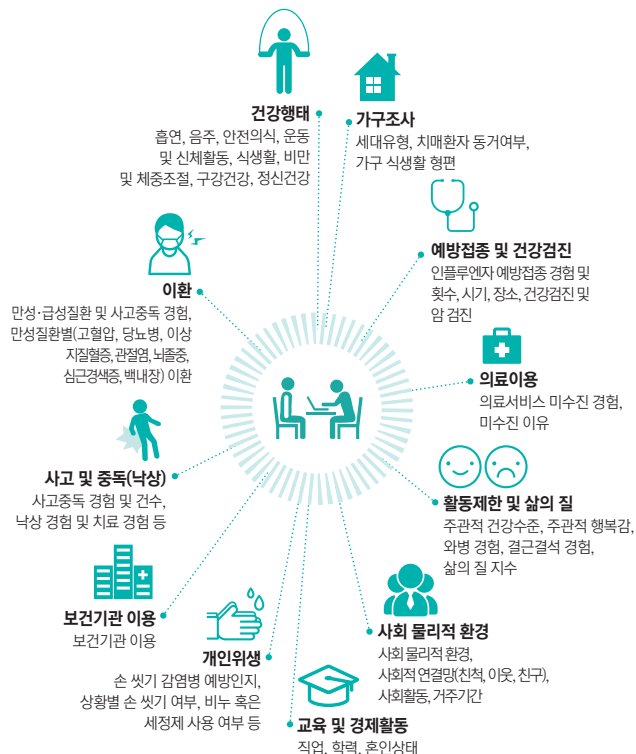 건강행태
흡연, 음주, 안전의식, 운동
및 신체활동, 식생활, 비만
및 체중조절, 구강건강, 정신건강
가구조사
세대유형, 치매환자 동거여부,
가구 식생활 형편
예방접종 및 건강검진
인플루엔자 예방접종 경험 및
횟수, 시기, 장소, 건강검진 및
암 검진
의료이용
의료서비스 미수진 경험,
미수진 이유
활동제한 및 삶의 질
주관적 건강수준, 주관적 행복감,
와병 경험, 결근결석 경험,
삶의 질 지수
사회 물리적 환경
사회 물리적 환경,
사회적 연결망(친척, 이웃, 친구),
사회활동, 거주기간
교육 및 경제활동
직업, 학력, 혼인상태
개인위생
손 씻기 감염병 예방인지,
상황별 손 씻기 여부, 비누 혹은
세정제 사용 여부 등
보건기관 이용
보건기관 이용
사고 및 중독(낙상)
사고중독 경험 및 건수,
낙상 경험 및 치료 경험 등
이환
만성·급성질환 및 사고중독 경험,
만성질환별(고혈압, 당뇨병, 이상
지질혈증, 관절염, 뇌졸중,
심근경색증, 백내장) 이환